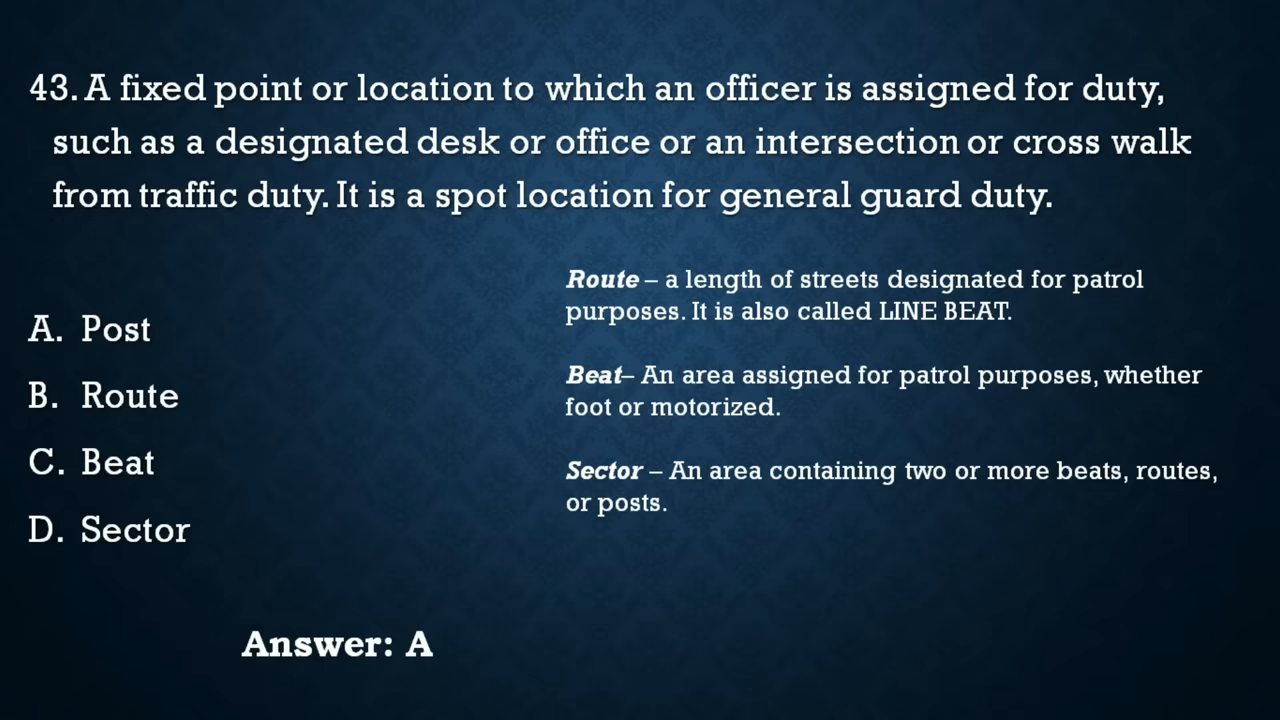 43. A fixed point or location to which an officer is assigned for duty,
such as a designated desk or office or an intersection or cross walk
from traffic duty. It is a spot location for general guard duty.
A. Post
B. Route
C. Beat
D. Sector
Route – a length of streets designated for patrol
purposes. It is also called LINE BEAT.
Beat– An area assigned for patrol purposes, whether
foot or motorized.
Sector – An area containing two or more beats, routes,
or posts.
Answer: A